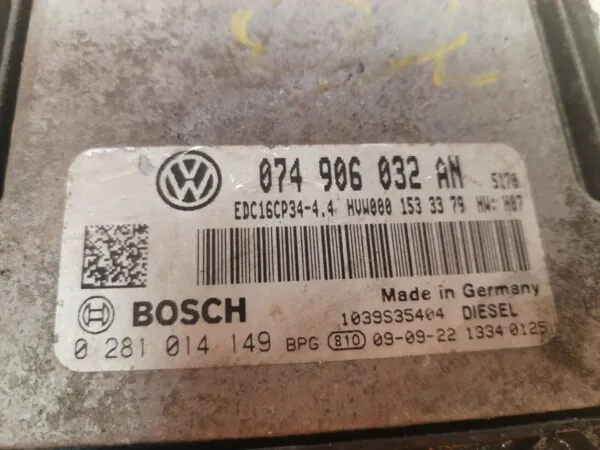 074 906 032 AN 5170
EDC16CP34-4.4 HVW000 153 33 79 HW: H07
Made in Germany
BOSCH 1039S35404 DIESEL
0 281 014 149 BPG 810 09-09-22 1334 0125